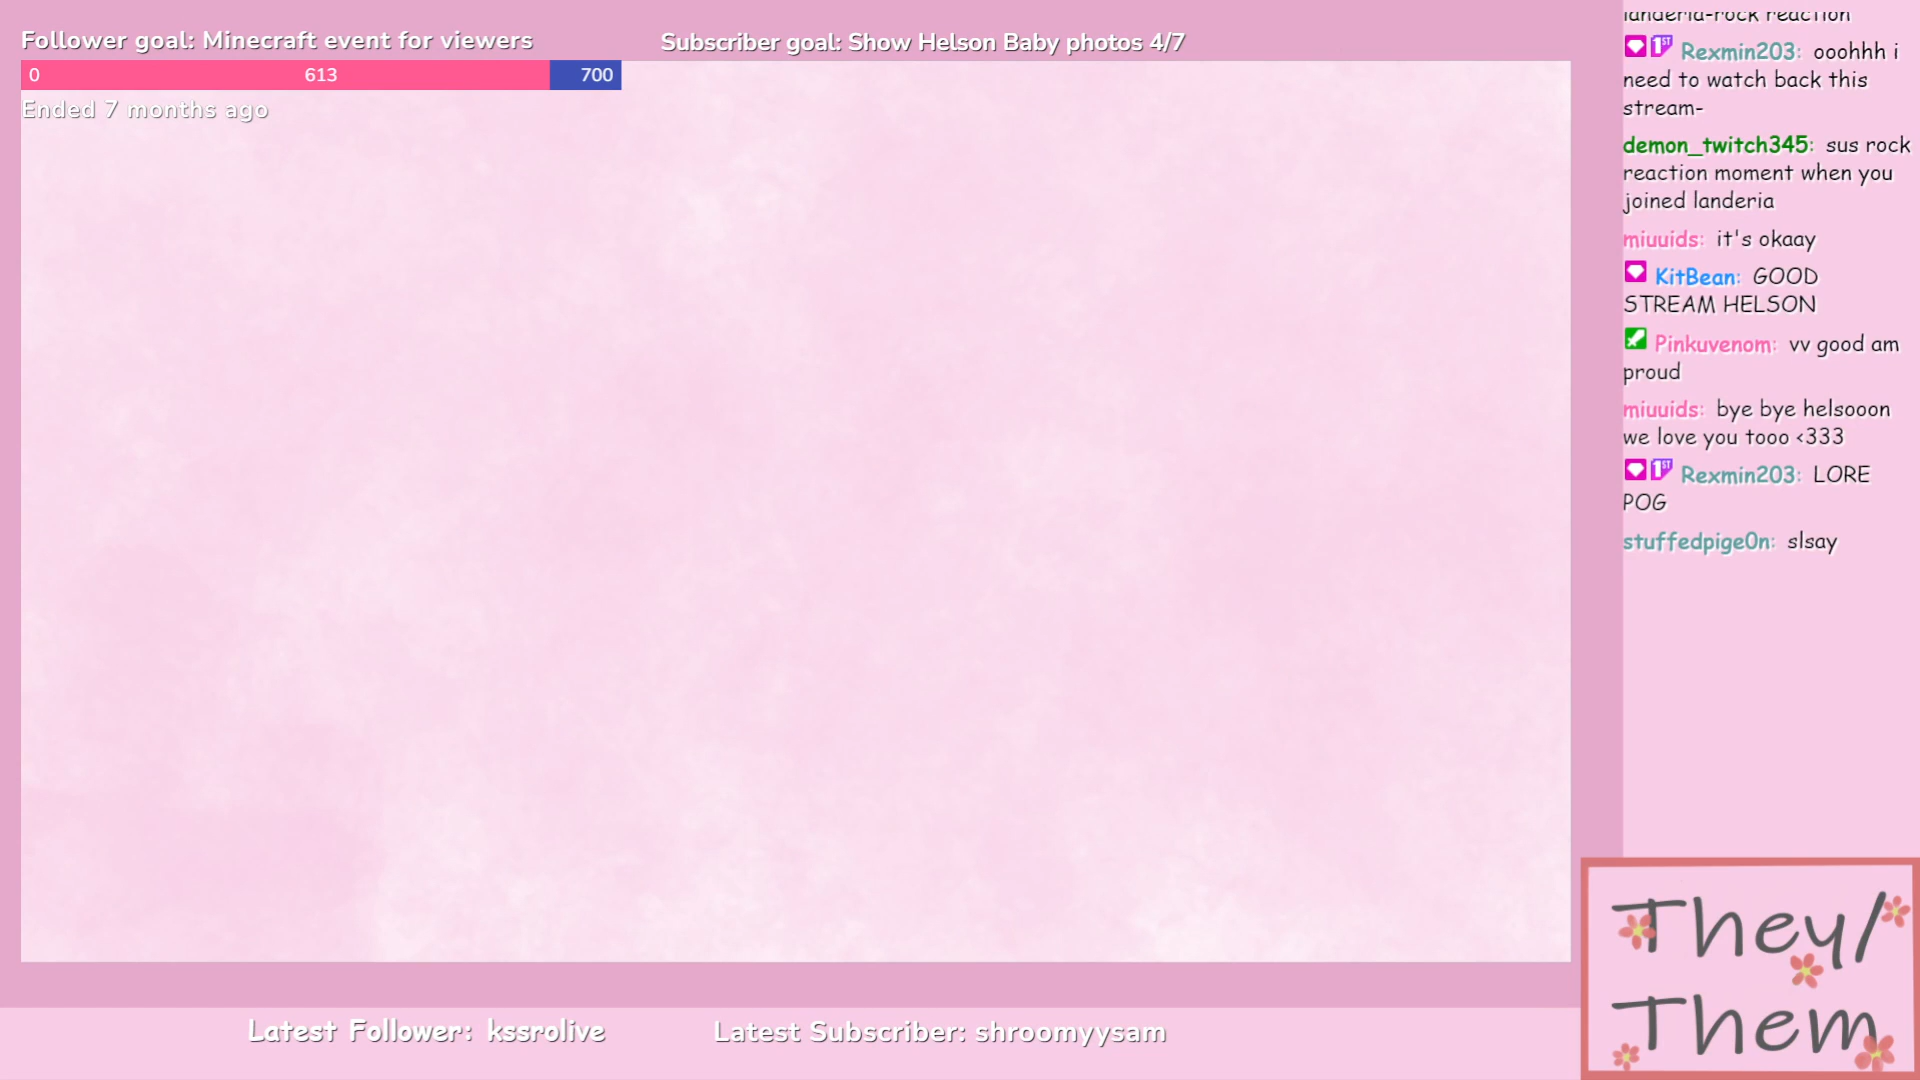 Follower goal: Minecraft event for viewers
Subscriber goal: Show Helson Baby photos 4/7
0 613 700
Ended 7 months ago
landeria-rock reaction
Rexmin203: ooohhh i
need to watch back this
stream-
demon_twitch345: sus rock
reaction moment when you
joined landeria
miuuids: it's okaay
KitBean: GOOD
STREAM HELSON
Pinkuvenom: vv good am
proud
miuuids: bye bye helsooon
we love you tooo <333
Rexmin203: LORE
POG
stuffedpige0n: slsay
They/
Them
Latest Follower: kssrolive
Latest Subscriber: shroomyysam